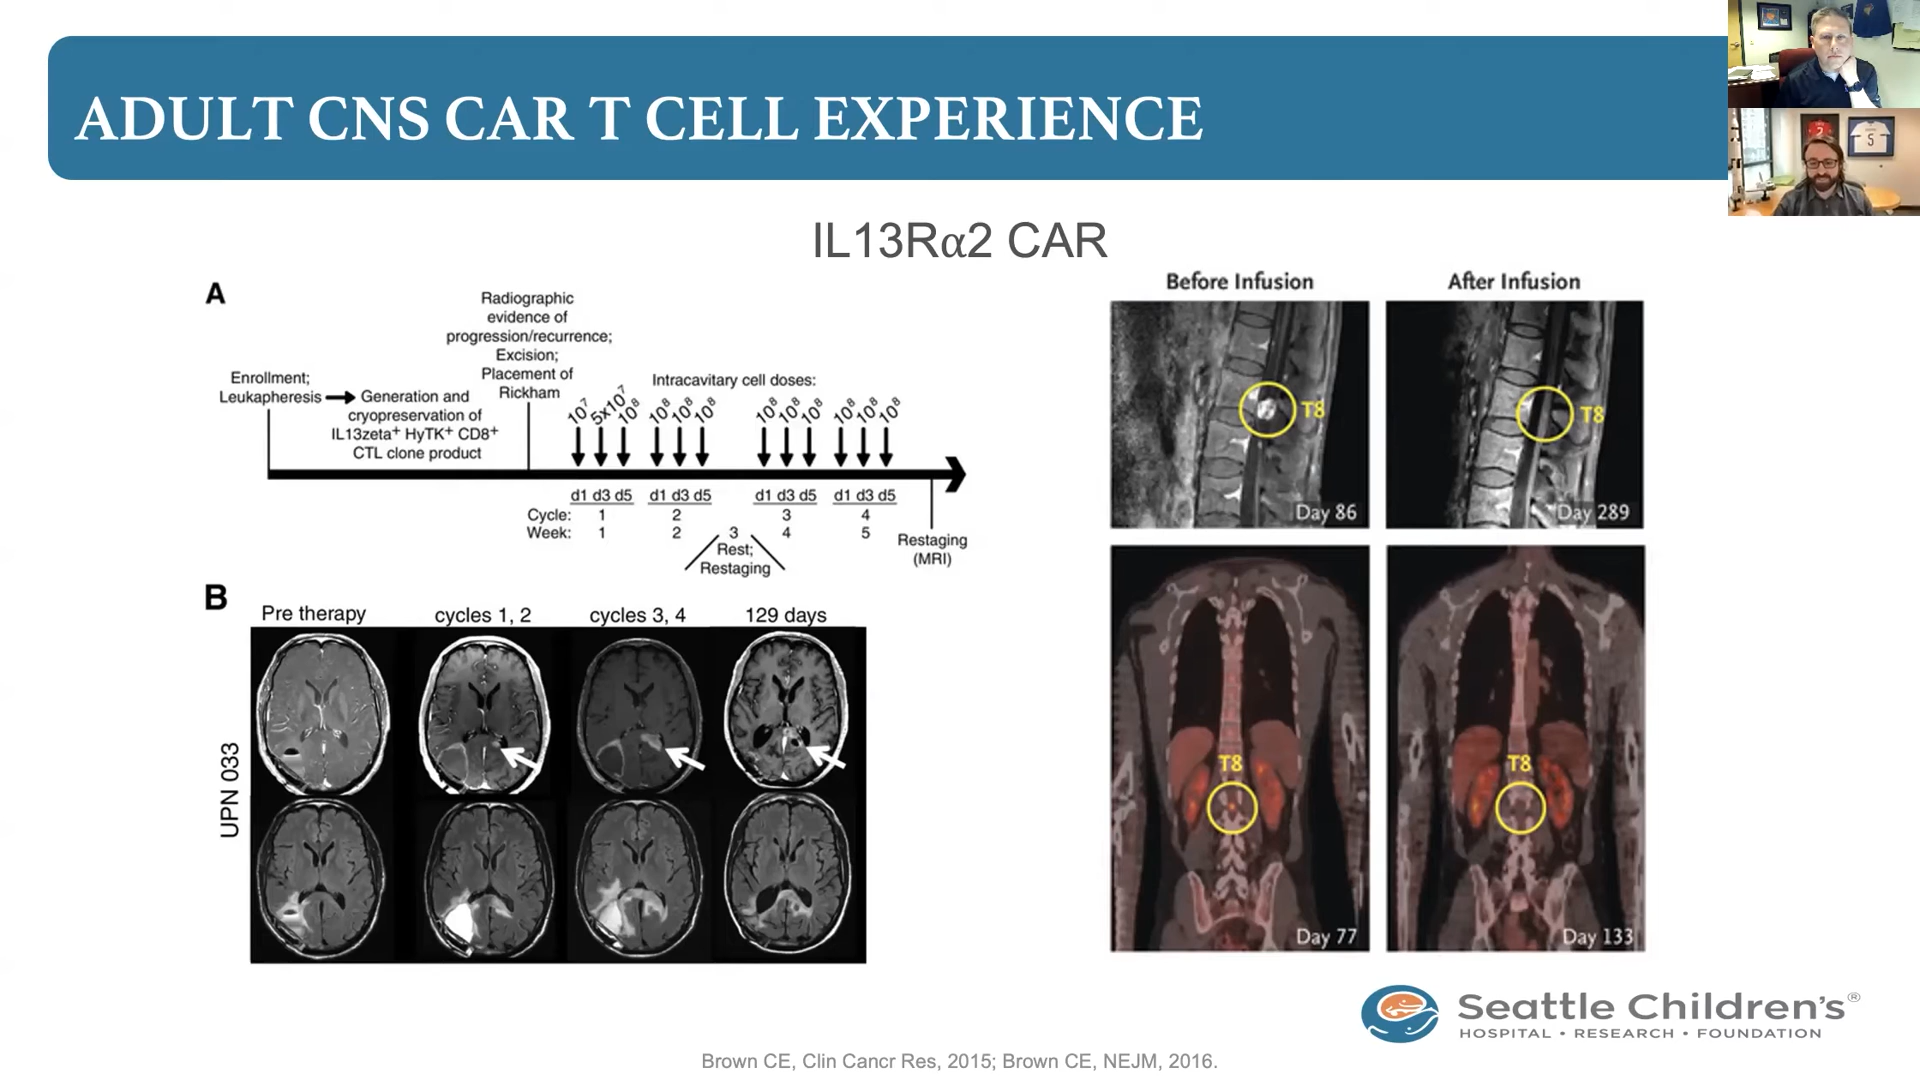 ADULT CNS CAR T CELL EXPERIENCE
IL13Rα2 CAR
A
Enrollment;
Leukapheresis
Generation and
cryopreservation of
IL13zeta⁺ HyTK⁺ CD8⁺
CTL clone product
Radiographic
evidence of
progression/recurrence;
Excision;
Placement of
Rickham
Intracavitary cell doses:
10⁷ 5x10⁷ 10⁸ 10⁸ 10⁸ 10⁸ 10⁸ 10⁸ 10⁸ 10⁸ 10⁸ 10⁸
d1 d3 d5 d1 d3 d5 d1 d3 d5 d1 d3 d5
Cycle: 1 2 3 4
Week: 1 2 3 4 5
Rest;
Restaging
Restaging
(MRI)
B
Pre therapy cycles 1, 2 cycles 3, 4 129 days
UPN 033
Before Infusion After Infusion
T8 T8
Day 86 Day 289
T8 T8
Day 77 Day 133
Seattle Children's®
HOSPITAL • RESEARCH • FOUNDATION
Brown CE, Clin Cancr Res, 2015; Brown CE, NEJM, 2016.
5
2